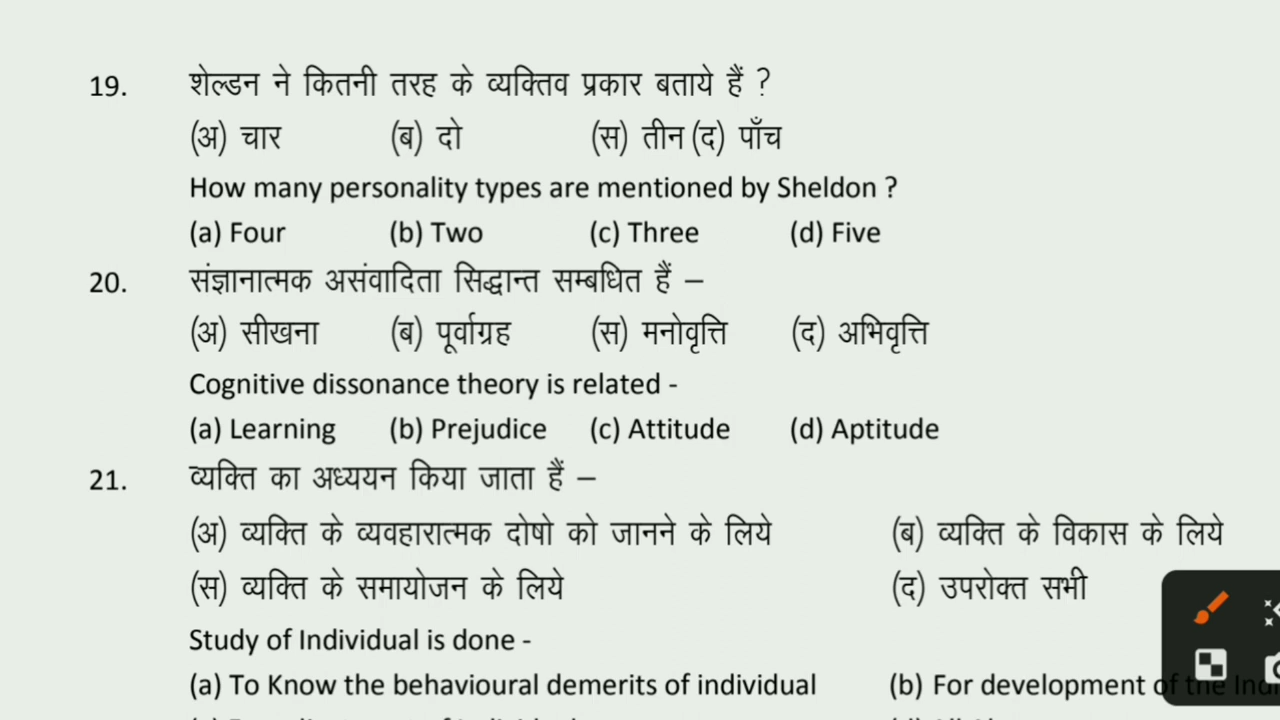 19. शेल्डन ने कितनी तरह के व्यक्तिव प्रकार बताये हैं ?
(अ) चार (ब) दो (स) तीन (द) पाँच
How many personality types are mentioned by Sheldon ?
(a) Four (b) Two (c) Three (d) Five
20. संज्ञानात्मक असंवादिता सिद्धान्त सम्बधित हैं –
(अ) सीखना (ब) पूर्वाग्रह (स) मनोवृत्ति (द) अभिवृत्ति
Cognitive dissonance theory is related -
(a) Learning (b) Prejudice (c) Attitude (d) Aptitude
21. व्यक्ति का अध्ययन किया जाता हैं –
(अ) व्यक्ति के व्यवहारात्मक दोषो को जानने के लिये (ब) व्यक्ति के विकास के लिये
(स) व्यक्ति के समायोजन के लिये (द) उपरोक्त सभी
Study of Individual is done -
(a) To Know the behavioural demerits of individual (b) For development of the